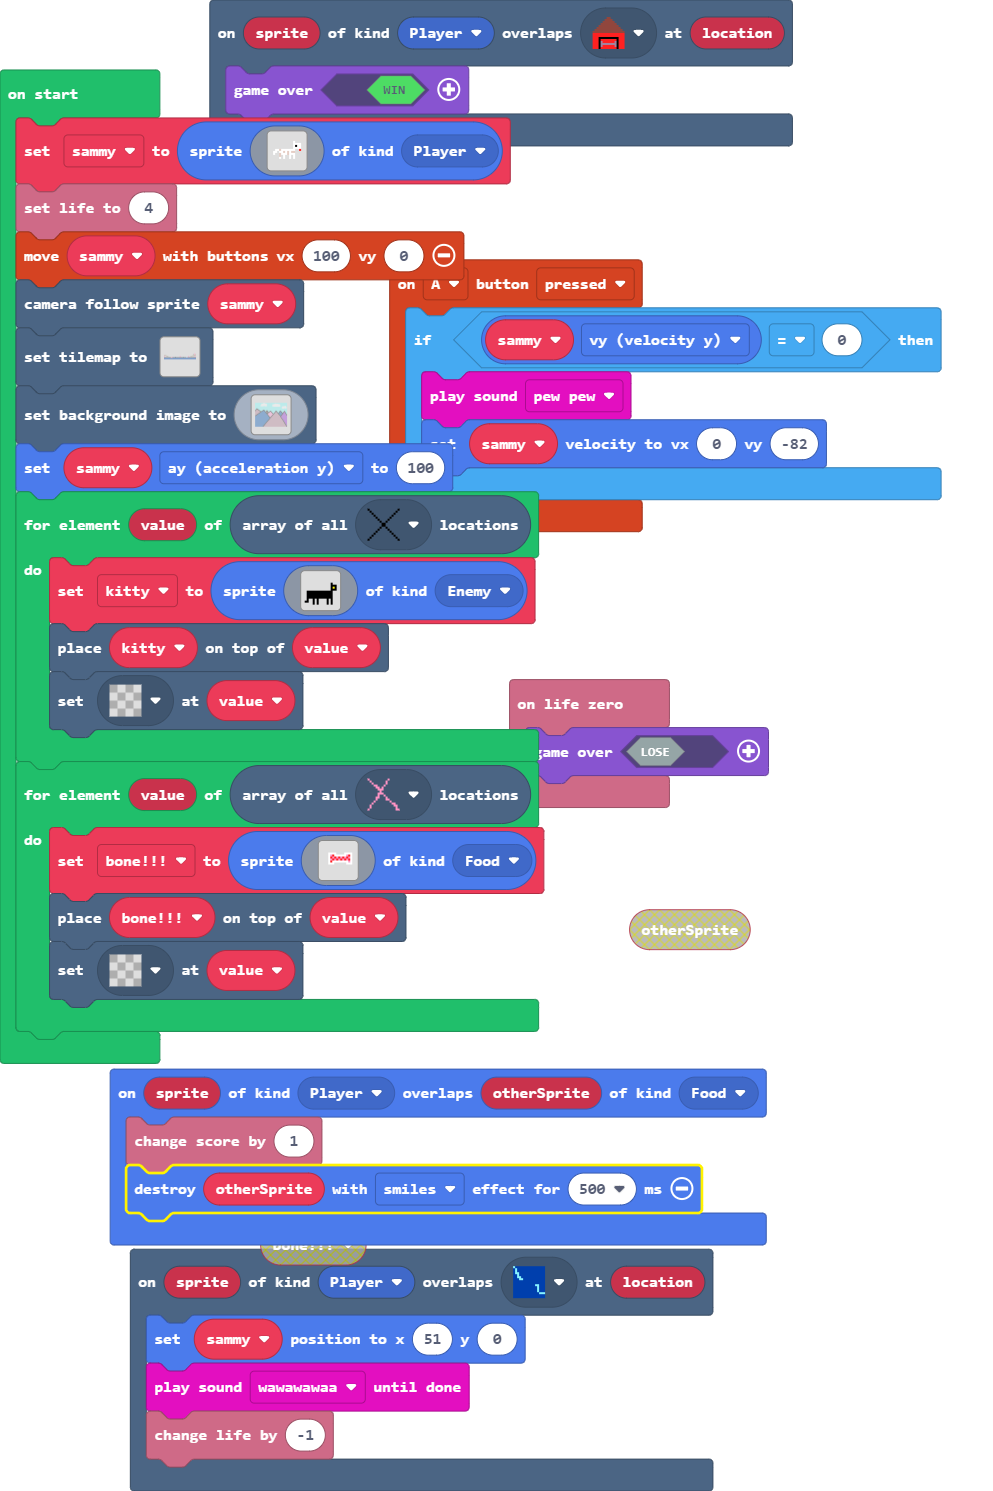 on sprite of kind Player overlaps at location
game over WIN
on start
set sammy to sprite of kind Player
set life to 4
move sammy with buttons vx 100 vy 0
on A button pressed
camera follow sprite sammy
if sammy vy (velocity y) = 0 then
set tilemap to
play sound pew pew
set background image to
set sammy velocity to vx 0 vy -82
set sammy ay (acceleration y) to 100
for element value of array of all locations
do
set kitty to sprite of kind Enemy
place kitty on top of value
set at value
on life zero
game over LOSE
for element value of array of all locations
do
set bone!!! to sprite of kind Food
place bone!!! on top of value
otherSprite
set at value
on sprite of kind Player overlaps otherSprite of kind Food
change score by 1
destroy otherSprite with smiles effect for 500 ms
bone!!!
on sprite of kind Player overlaps at location
set sammy position to x 51 y 0
play sound wawawawaa until done
change life by -1